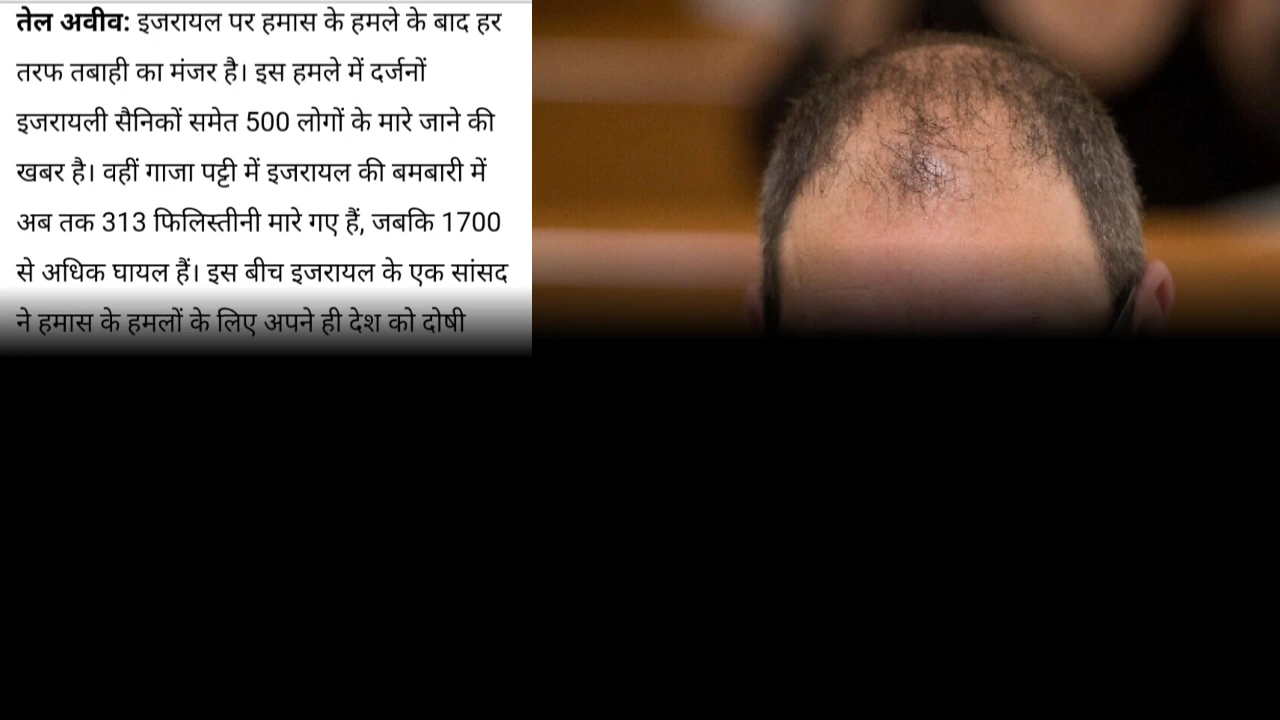 तेल अवीव: इजरायल पर हमास के हमले के बाद हर
तरफ तबाही का मंजर है। इस हमले में दर्जनों
इजरायली सैनिकों समेत 500 लोगों के मारे जाने की
खबर है। वहीं गाजा पट्टी में इजरायल की बमबारी में
अब तक 313 फिलिस्तीनी मारे गए हैं, जबकि 1700
से अधिक घायल हैं। इस बीच इजरायल के एक सांसद
ने हमास के हमलों के लिए अपने ही देश को दोषी